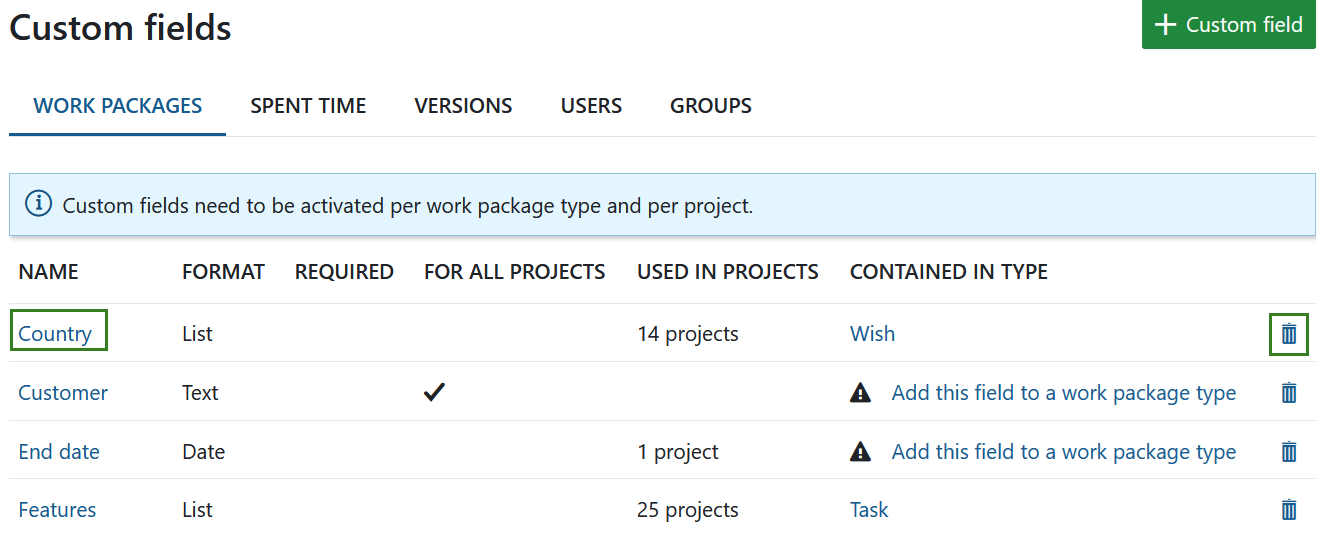 Custom fields
Custom field
WORK PACKAGES SPENT TIME VERSIONS USERS GROUPS
Custom fields need to be activated per work package type and per project.
NAME FORMAT REQUIRED FOR ALL PROJECTS USED IN PROJECTS CONTAINED IN TYPE
Country List 14 projects Wish
Customer Text Add this field to a work package type
End date Date 1 project Add this field to a work package type
Features List 25 projects Task